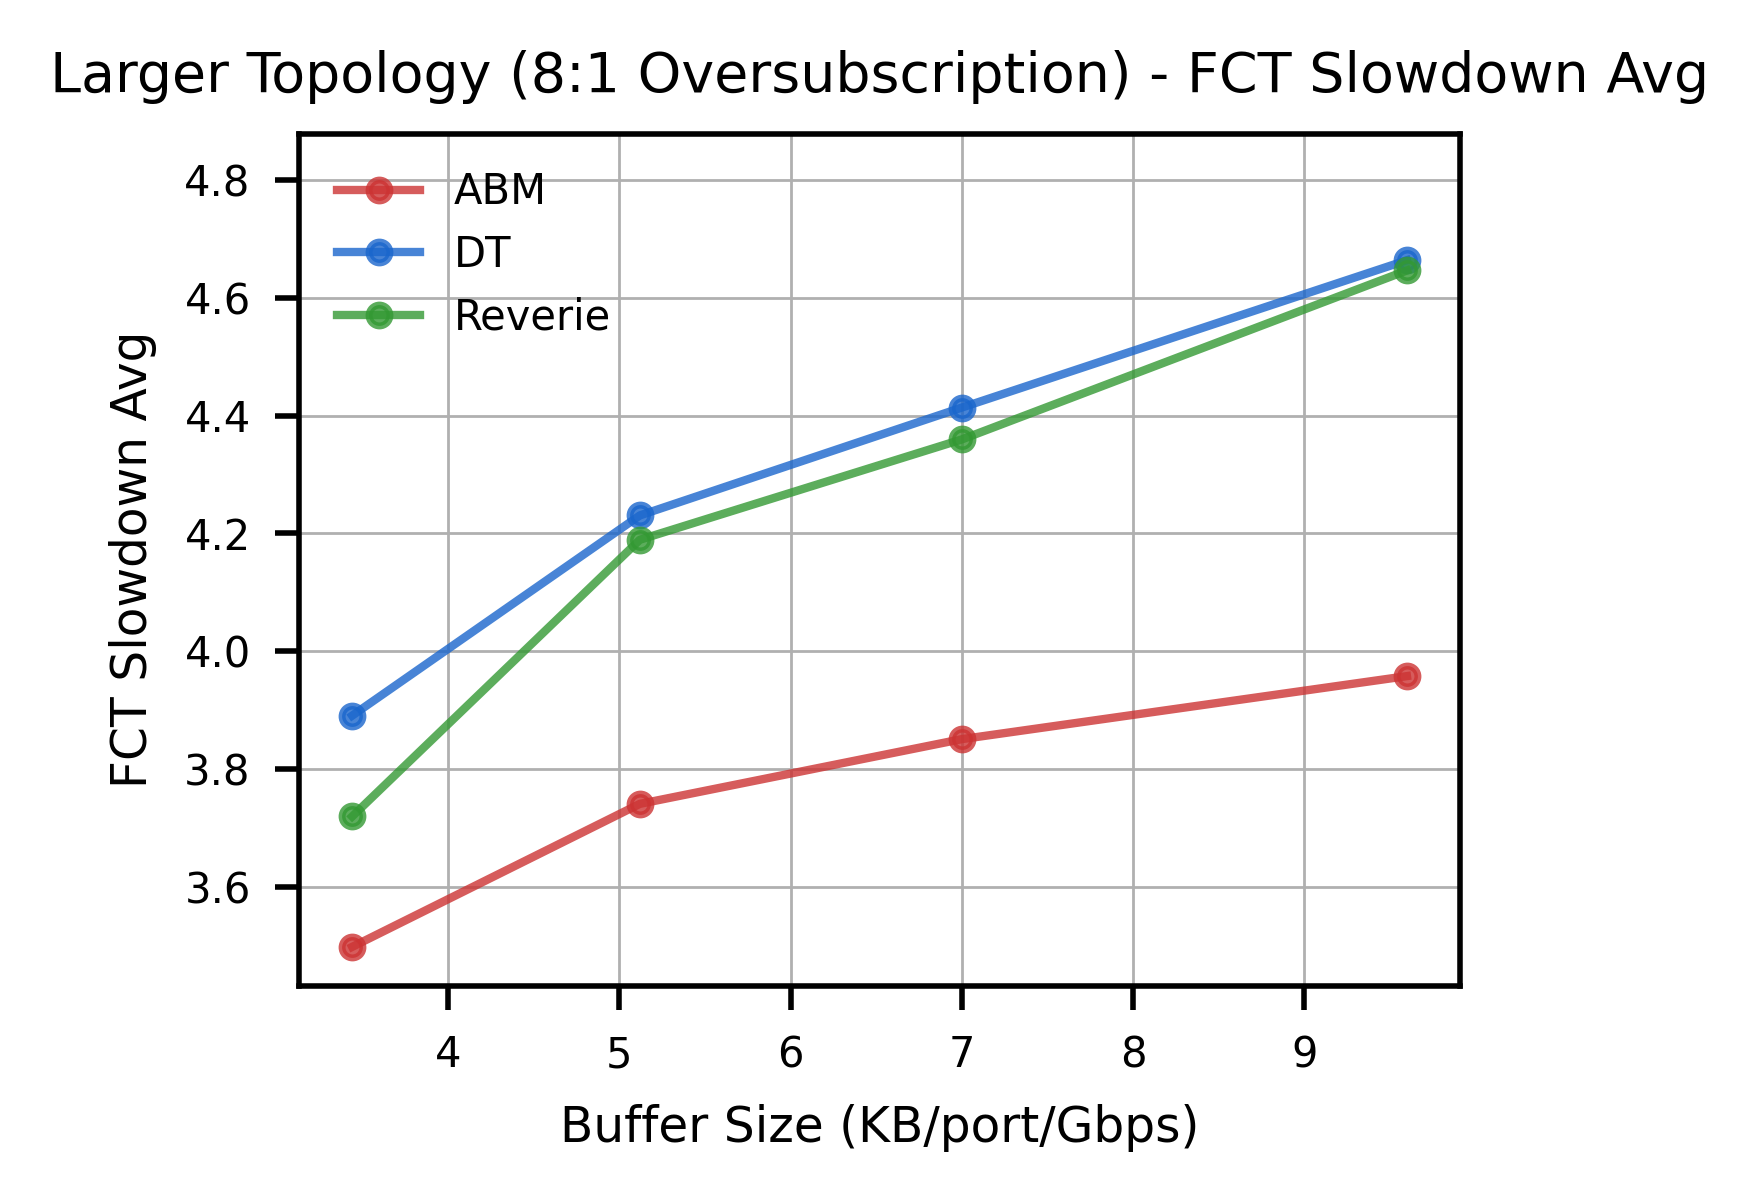 Larger Topology (8:1 Oversubscription) - FCT Slowdown Avg
ABM
DT
Reverie
FCT Slowdown Avg
4.8
4.6
4.4
4.2
4.0
3.8
3.6
4 5 6 7 8 9
Buffer Size (KB/port/Gbps)